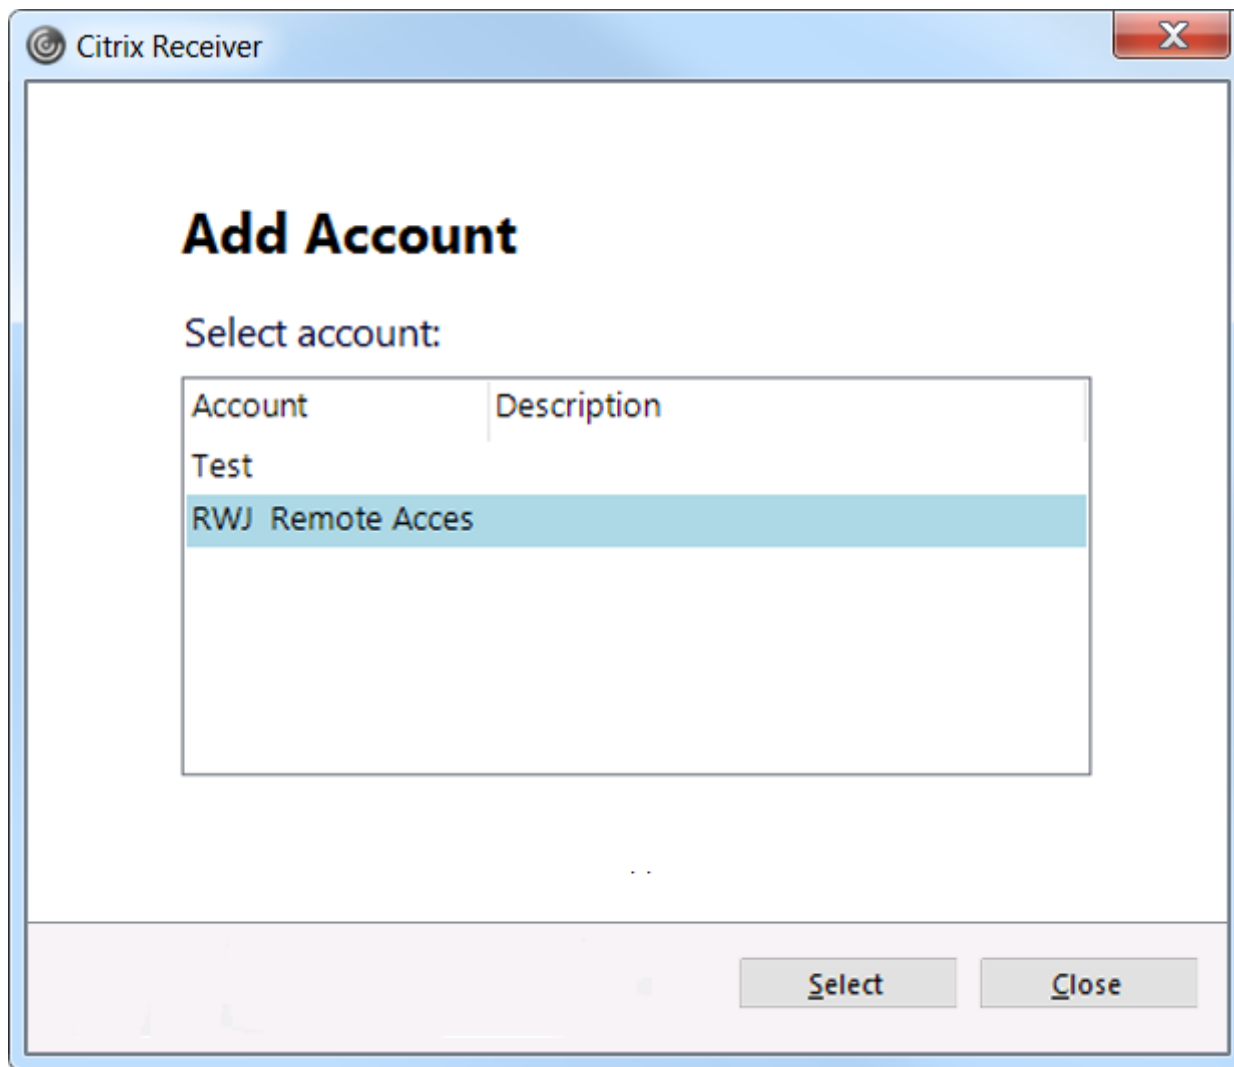 Citrix Receiver
X
Add Account
Select account:
Account Description
Test
RWJ  Remote Acces
Select Close